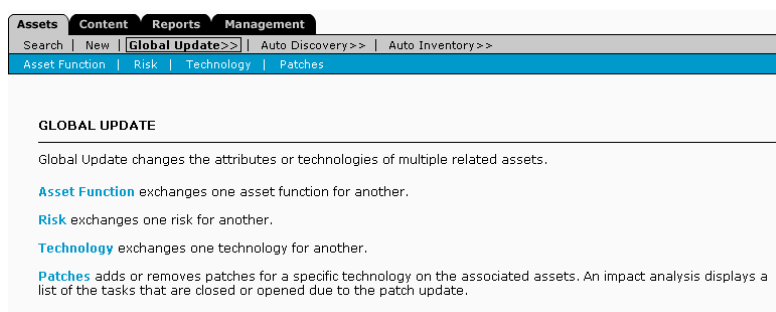 Assets Content Reports Management
Search | New | Global Update>> | Auto Discovery>> | Auto Inventory>>
Asset Function | Risk | Technology | Patches
GLOBAL UPDATE
Global Update changes the attributes or technologies of multiple related assets.
Asset Function exchanges one asset function for another.
Risk exchanges one risk for another.
Technology exchanges one technology for another.
Patches adds or removes patches for a specific technology on the associated assets. An impact analysis displays a
list of the tasks that are closed or opened due to the patch update.